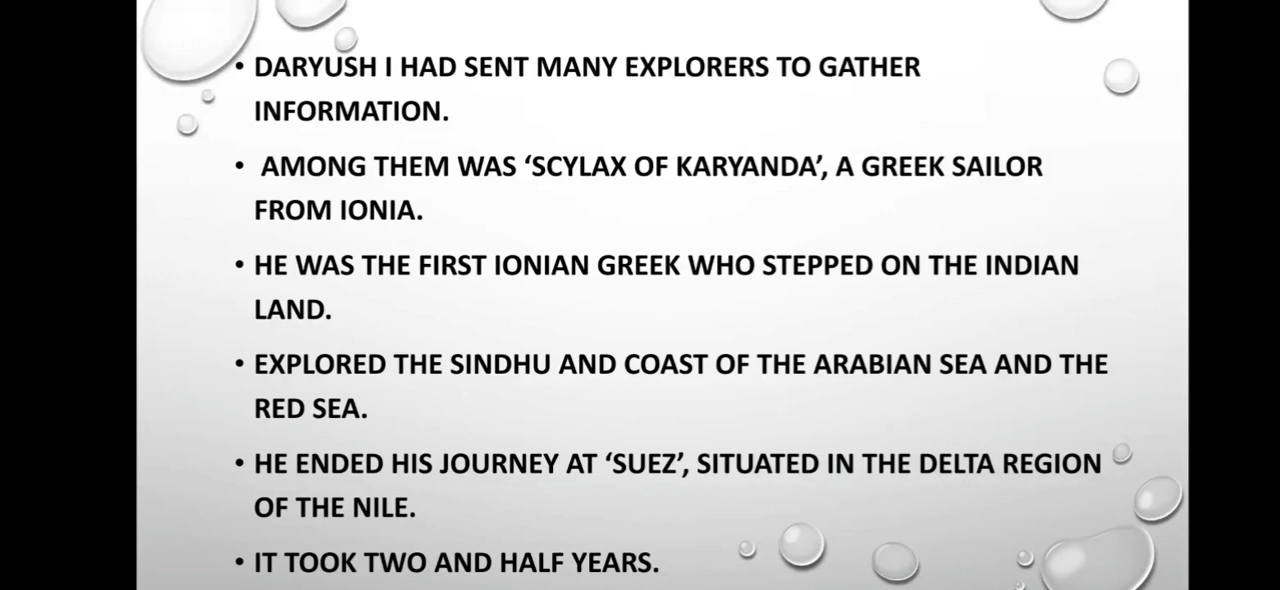 • DARYUSH I HAD SENT MANY EXPLORERS TO GATHER
INFORMATION.
• AMONG THEM WAS ‘SCYLAX OF KARYANDA’, A GREEK SAILOR
FROM IONIA.
• HE WAS THE FIRST IONIAN GREEK WHO STEPPED ON THE INDIAN
LAND.
• EXPLORED THE SINDHU AND COAST OF THE ARABIAN SEA AND THE
RED SEA.
• HE ENDED HIS JOURNEY AT ‘SUEZ’, SITUATED IN THE DELTA REGION
OF THE NILE.
• IT TOOK TWO AND HALF YEARS.